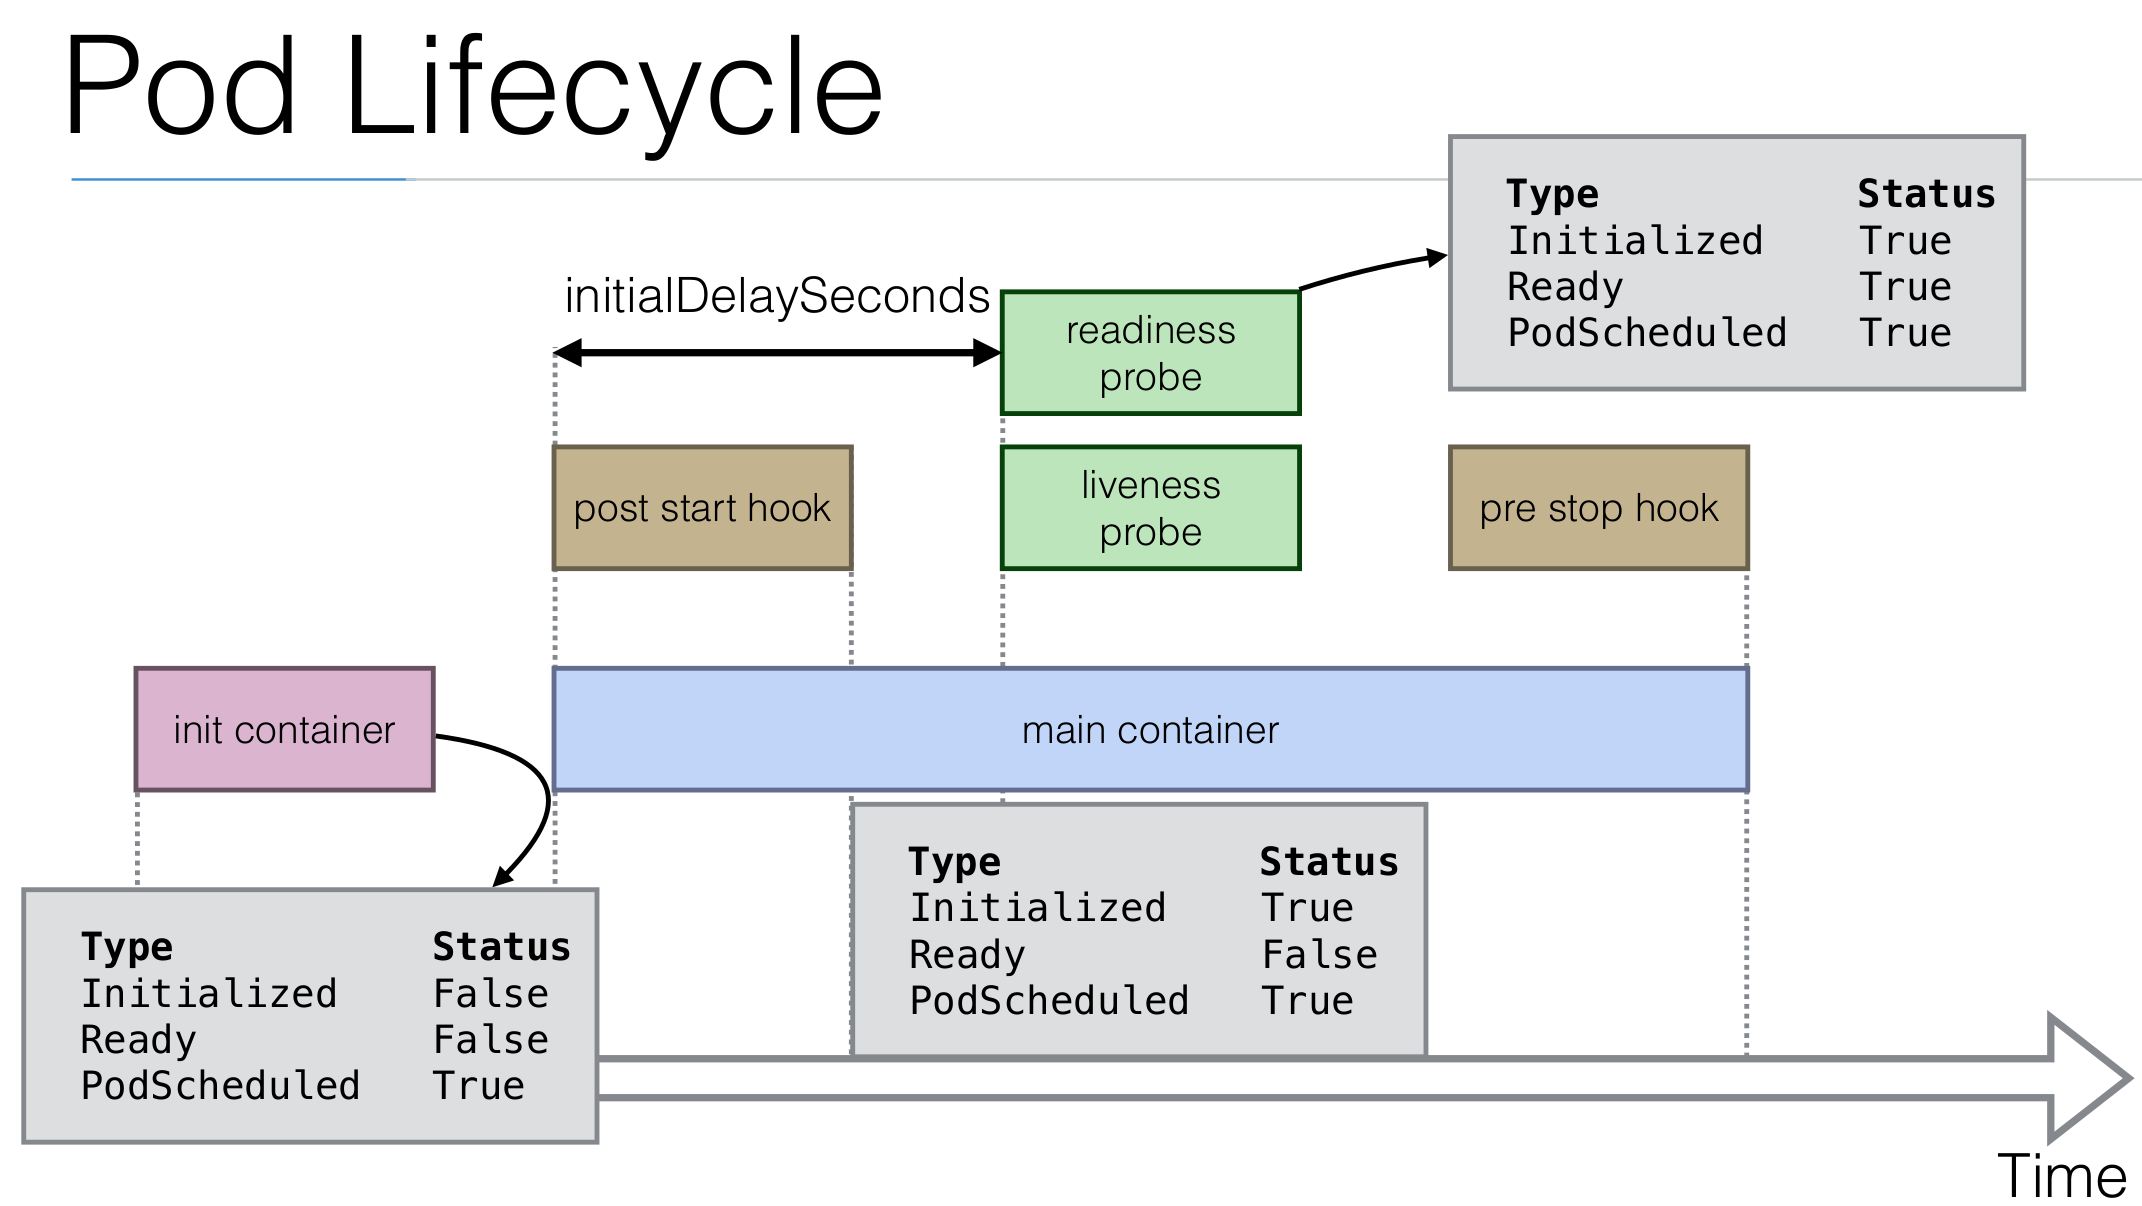 Pod Lifecycle
Type Status
Initialized True
Ready True
PodScheduled True
initialDelaySeconds
readiness
probe
post start hook
liveness
probe
pre stop hook
init container
main container
Type Status
Initialized True
Ready False
PodScheduled True
Type Status
Initialized False
Ready False
PodScheduled True
Time